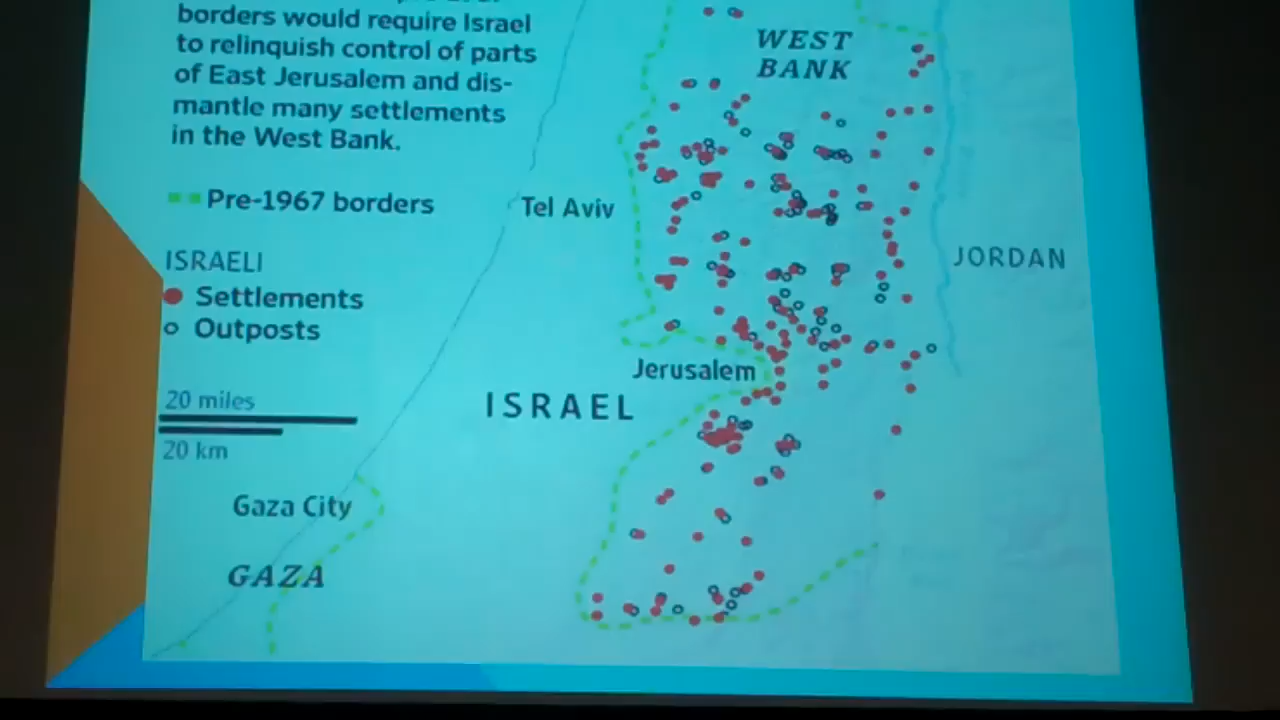 borders would require Israel
to relinquish control of parts
of East Jerusalem and dis-
mantle many settlements
in the West Bank.
Pre-1967 borders
ISRAELI
Settlements
Outposts
20 miles
20 km
WEST
BANK
Tel Aviv
JORDAN
Jerusalem
ISRAEL
Gaza City
GAZA